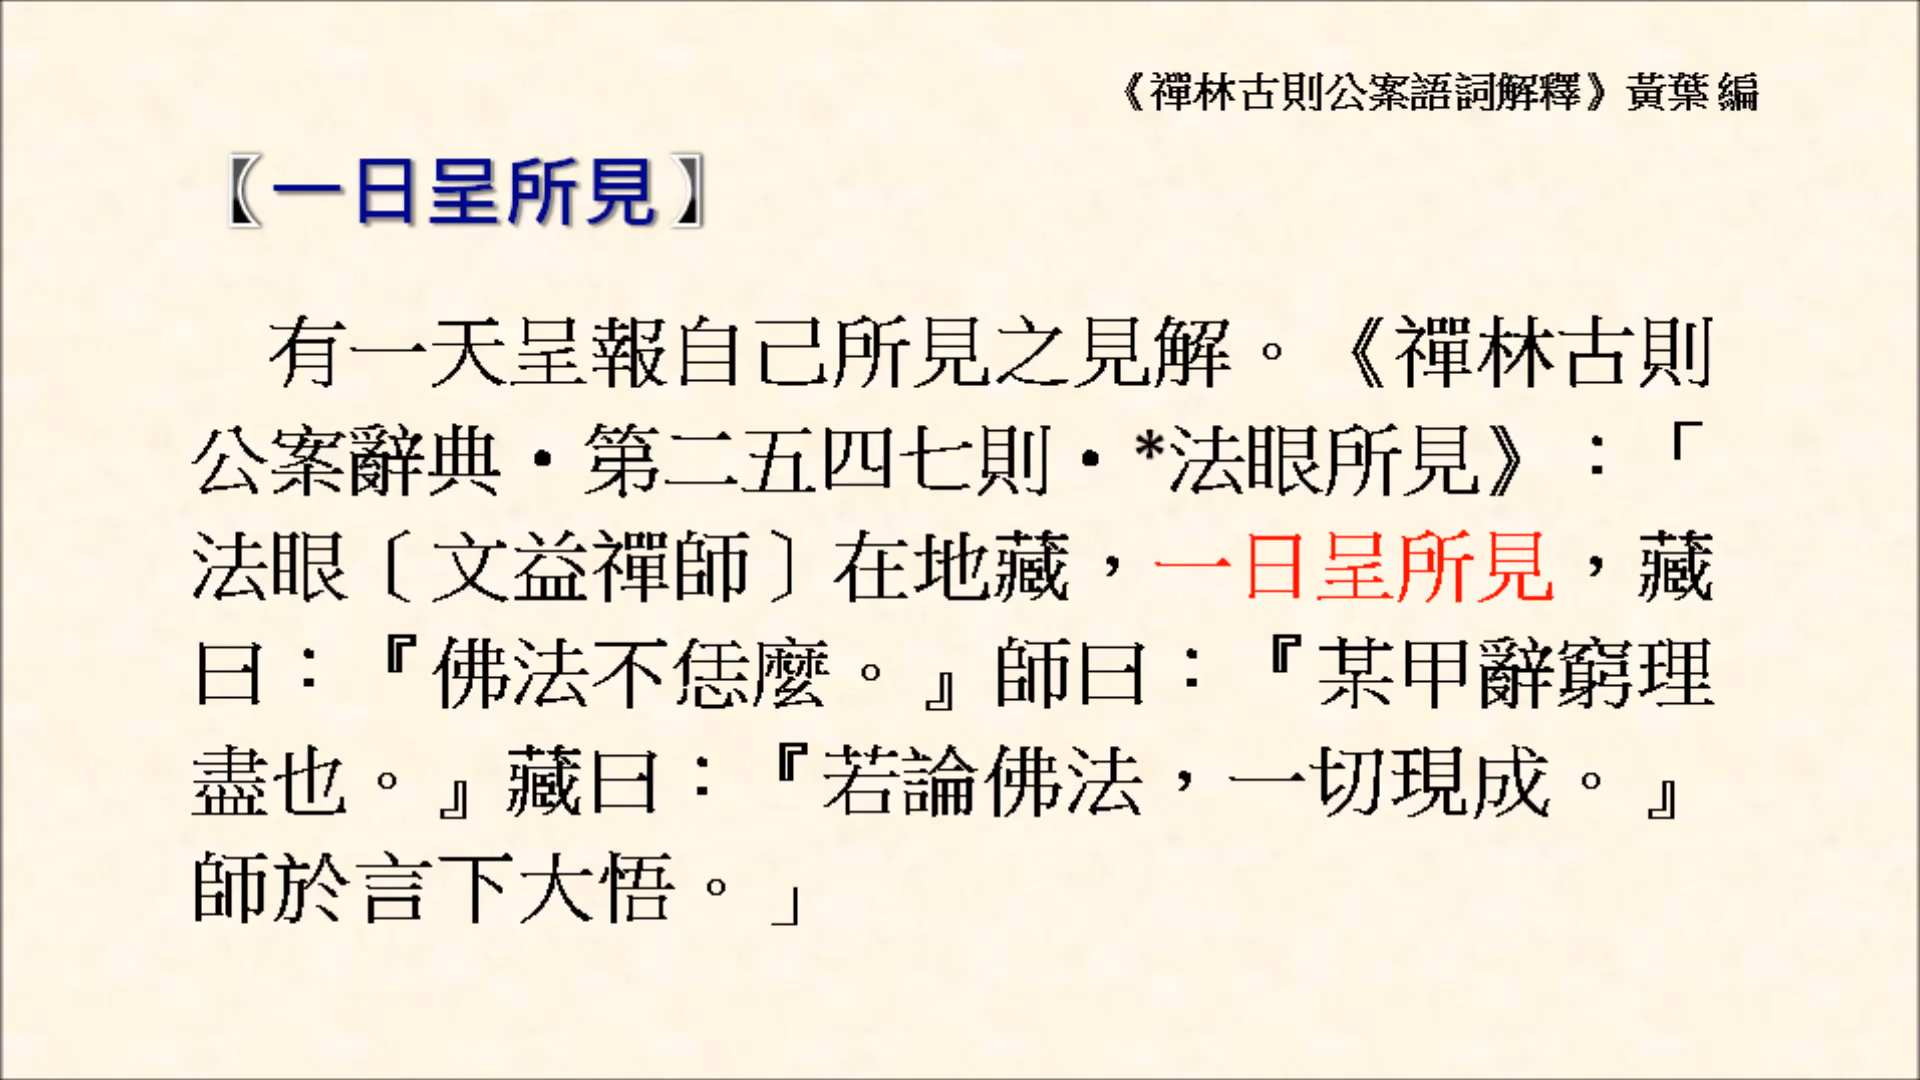 《禪林古則公案語詞解釋》黃葉 編
〖一日呈所見〗
有一天呈報自己所見之見解。《禪林古則
公案辭典·第二五四七則·*法眼所見》:「
法眼〔文益禪師〕在地藏,一日呈所見,藏
曰:『佛法不恁麼。』師曰:『某甲辭窮理
盡也。』藏曰:『若論佛法,一切現成。』
師於言下大悟。」